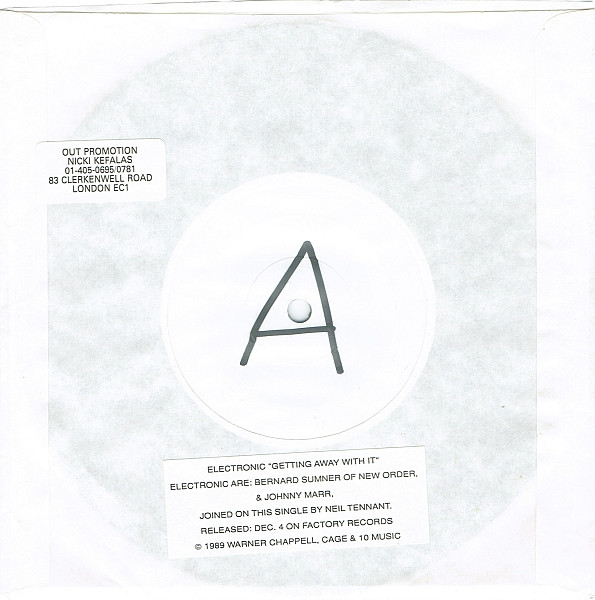 OUT PROMOTION
NICKI KEFALAS
01-405-0695/0781
83 CLERKENWELL ROAD
LONDON EC1
A
ELECTRONIC "GETTING AWAY WITH IT"
ELECTRONIC ARE: BERNARD SUMNER OF NEW ORDER,
& JOHNNY MARR,
JOINED ON THIS SINGLE BY NEIL TENNANT.
RELEASED: DEC. 4 ON FACTORY RECORDS
© 1989 WARNER CHAPPELL, CAGE & 10 MUSIC